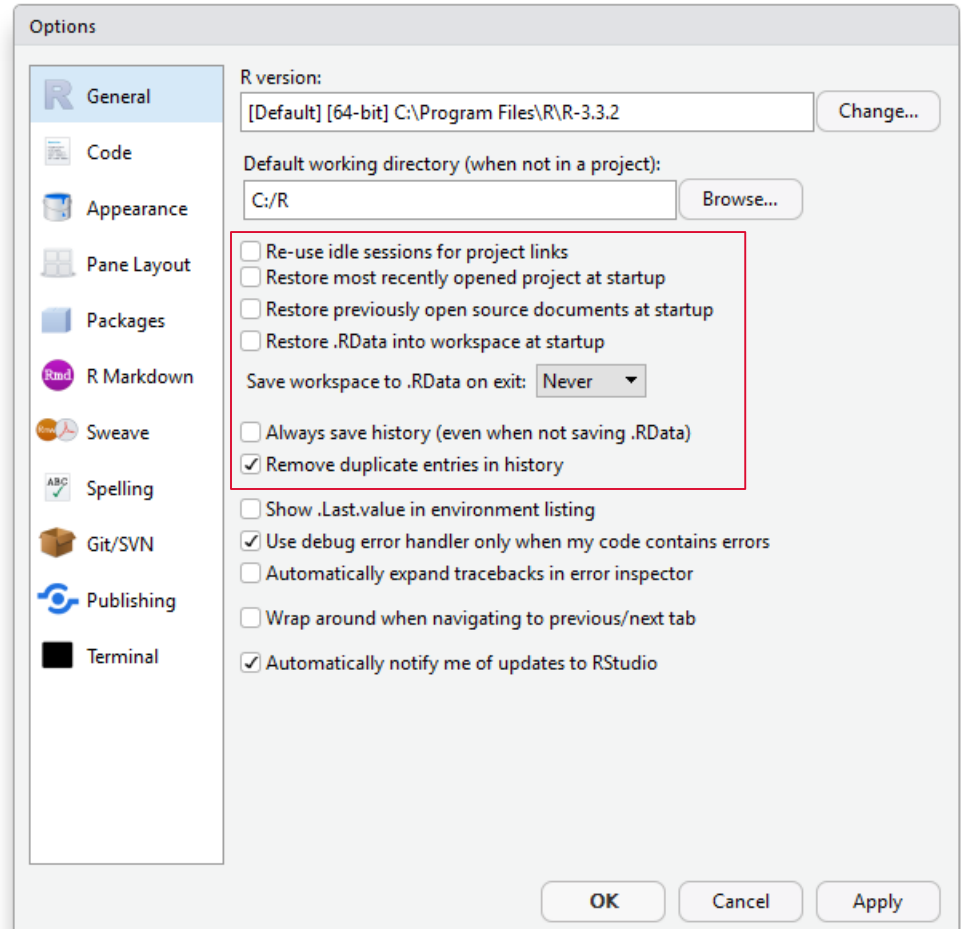 Options
General
Code
Appearance
Pane Layout
Packages
Rmd
R Markdown
Rnw
Sweave
ABC
Spelling
Git/SVN
Publishing
Terminal
R version:
[Default] [64-bit] C:\Program Files\R\R-3.3.2
Change...
Default working directory (when not in a project):
C:/R
Browse...
Re-use idle sessions for project links
Restore most recently opened project at startup
Restore previously open source documents at startup
Restore .RData into workspace at startup
Save workspace to .RData on exit: Never
Always save history (even when not saving .RData)
Remove duplicate entries in history
Show .Last.value in environment listing
Use debug error handler only when my code contains errors
Automatically expand tracebacks in error inspector
Wrap around when navigating to previous/next tab
Automatically notify me of updates to RStudio
OK
Cancel
Apply